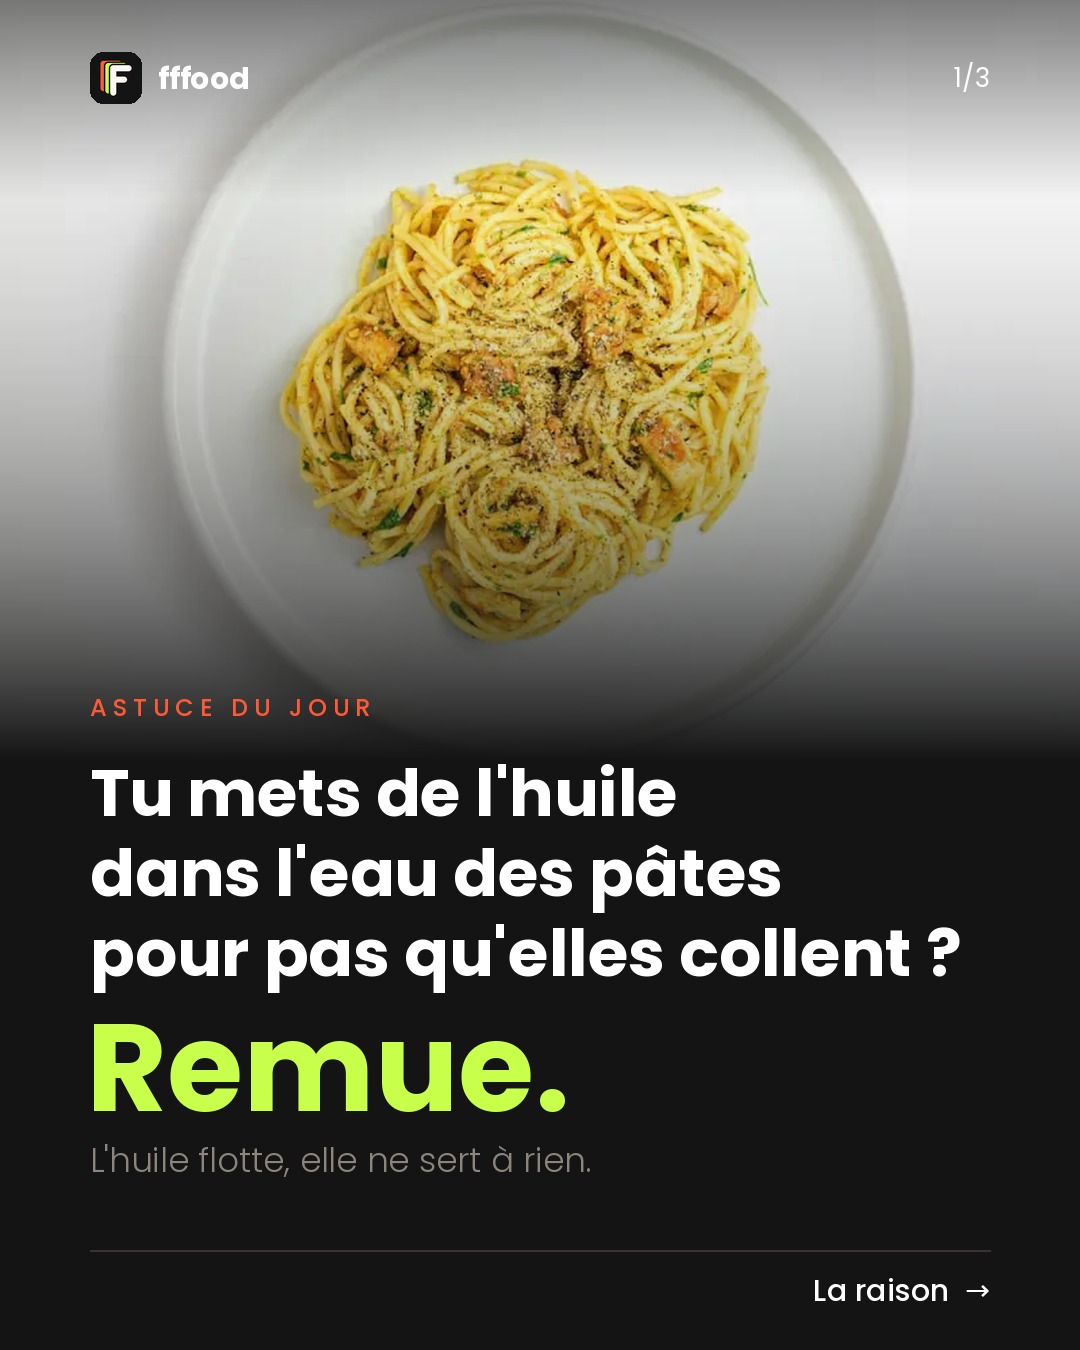 fffood
1/3
ASTUCE DU JOUR
Tu mets de l'huile
dans l'eau des pâtes
pour pas qu'elles collent ?
Remue.
L'huile flotte, elle ne sert à rien.
La raison →